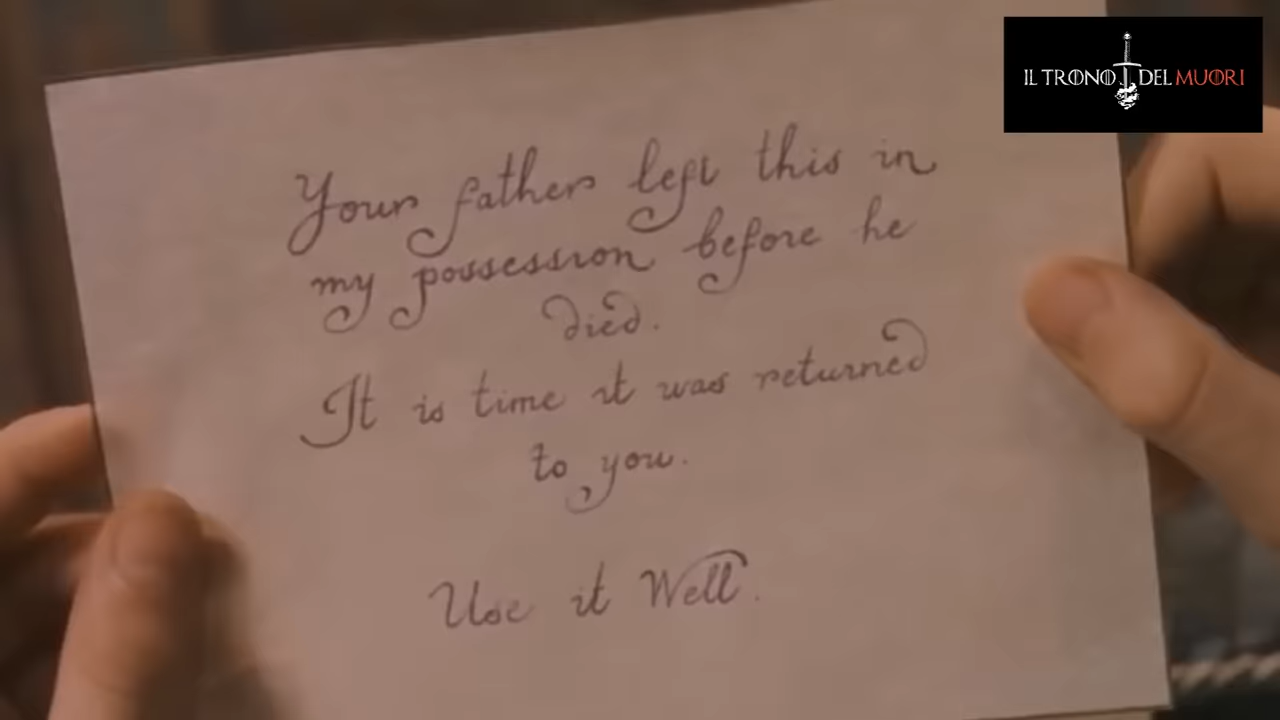 IL TRONO DEL MUORI
Your father left this in
my possession before he
died.
It is time it was returned
to you.
Use it Well.